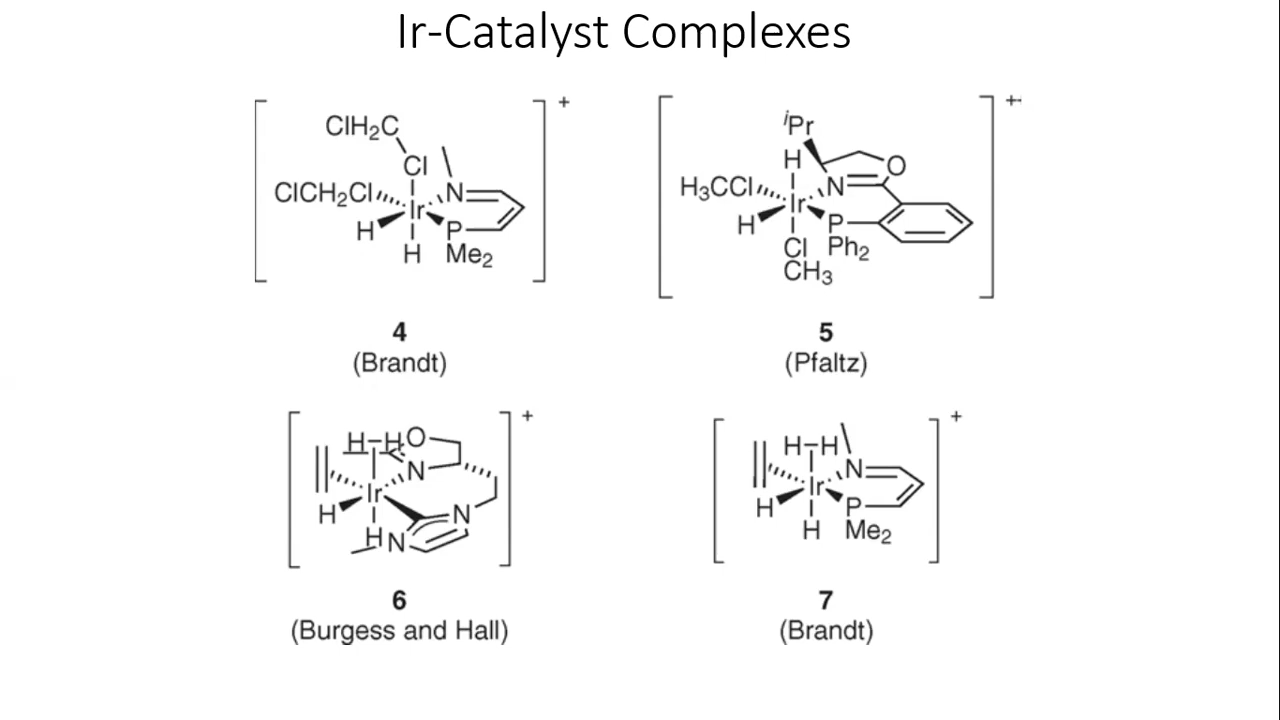 Ir-Catalyst Complexes
+
ClH₂C
Cl
ClCH₂Cl
N
Ir
H
P
H
Me₂
4
(Brandt)
+
iPr
H
O
H₃CCl
N
Ir
H
P
Cl
Ph₂
CH₃
5
(Pfaltz)
+
H–H
O
N
Ir
H
N
H
N
6
(Burgess and Hall)
+
H–H
N
Ir
H
P
H
Me₂
7
(Brandt)